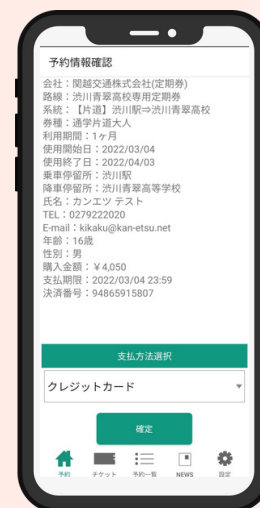 予約情報確認
会社：関越交通株式会社(定期券)
路線：渋川青翠高校専用定期券
系統：【片道】渋川駅⇒渋川青翠高校
券種：通学片道大人
利用期間：1ヶ月
使用開始日：2022/03/04
使用終了日：2022/04/03
乗車停留所：渋川駅
降車停留所：渋川青翠高等学校
氏名：カンエツ テスト
TEL：0279222020
E-mail：kikaku@kan-etsu.net
年齢：16歳
性別：男
購入金額：￥4,050
支払期限：2022/03/04 23:59
決済番号：94865915807
支払方法選択
クレジットカード
確定
予約 チケット 予約一覧 NEWS 設定